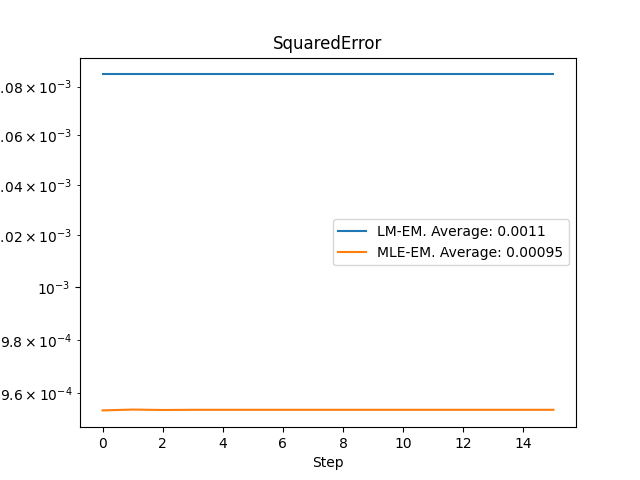 SquaredError
.08 × 10⁻³
.06 × 10⁻³
.04 × 10⁻³
.02 × 10⁻³
10⁻³
9.8 × 10⁻⁴
9.6 × 10⁻⁴
LM-EM. Average: 0.0011
MLE-EM. Average: 0.00095
0 2 4 6 8 10 12 14
Step